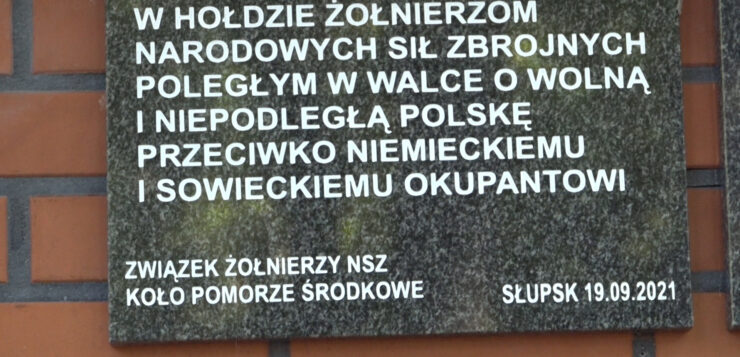 W HOŁDZIE ŻOŁNIERZOM
NARODOWYCH SIŁ ZBROJNYCH
POLEGŁYM W WALCE O WOLNĄ
I NIEPODLEGŁĄ POLSKĘ
PRZECIWKO NIEMIECKIEMU
I SOWIECKIEMU OKUPANTOWI
ZWIĄZEK ŻOŁNIERZY NSZ
KOŁO POMORZE ŚRODKOWE
SŁUPSK 19.09.2021